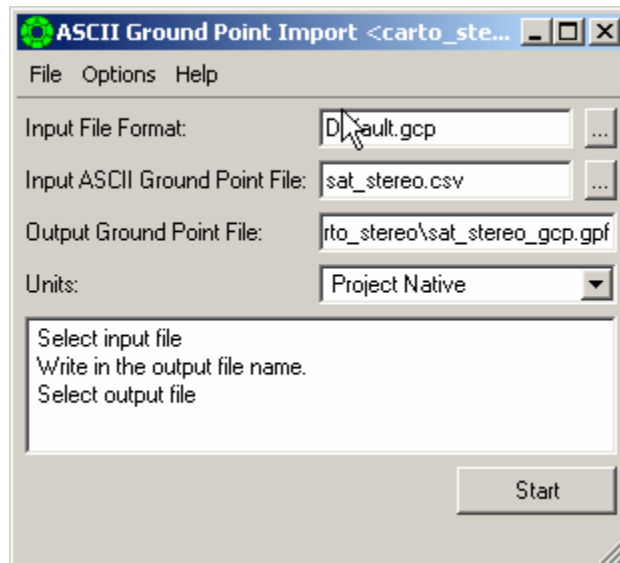 ASCII Ground Point Import <carto_ste...
File Options Help
Input File Format: Default.gcp ...
Input ASCII Ground Point File: sat_stereo.csv ...
Output Ground Point File: rto_stereo\sat_stereo_gcp.gpf
Units: Project Native
Select input file
Write in the output file name.
Select output file
Start